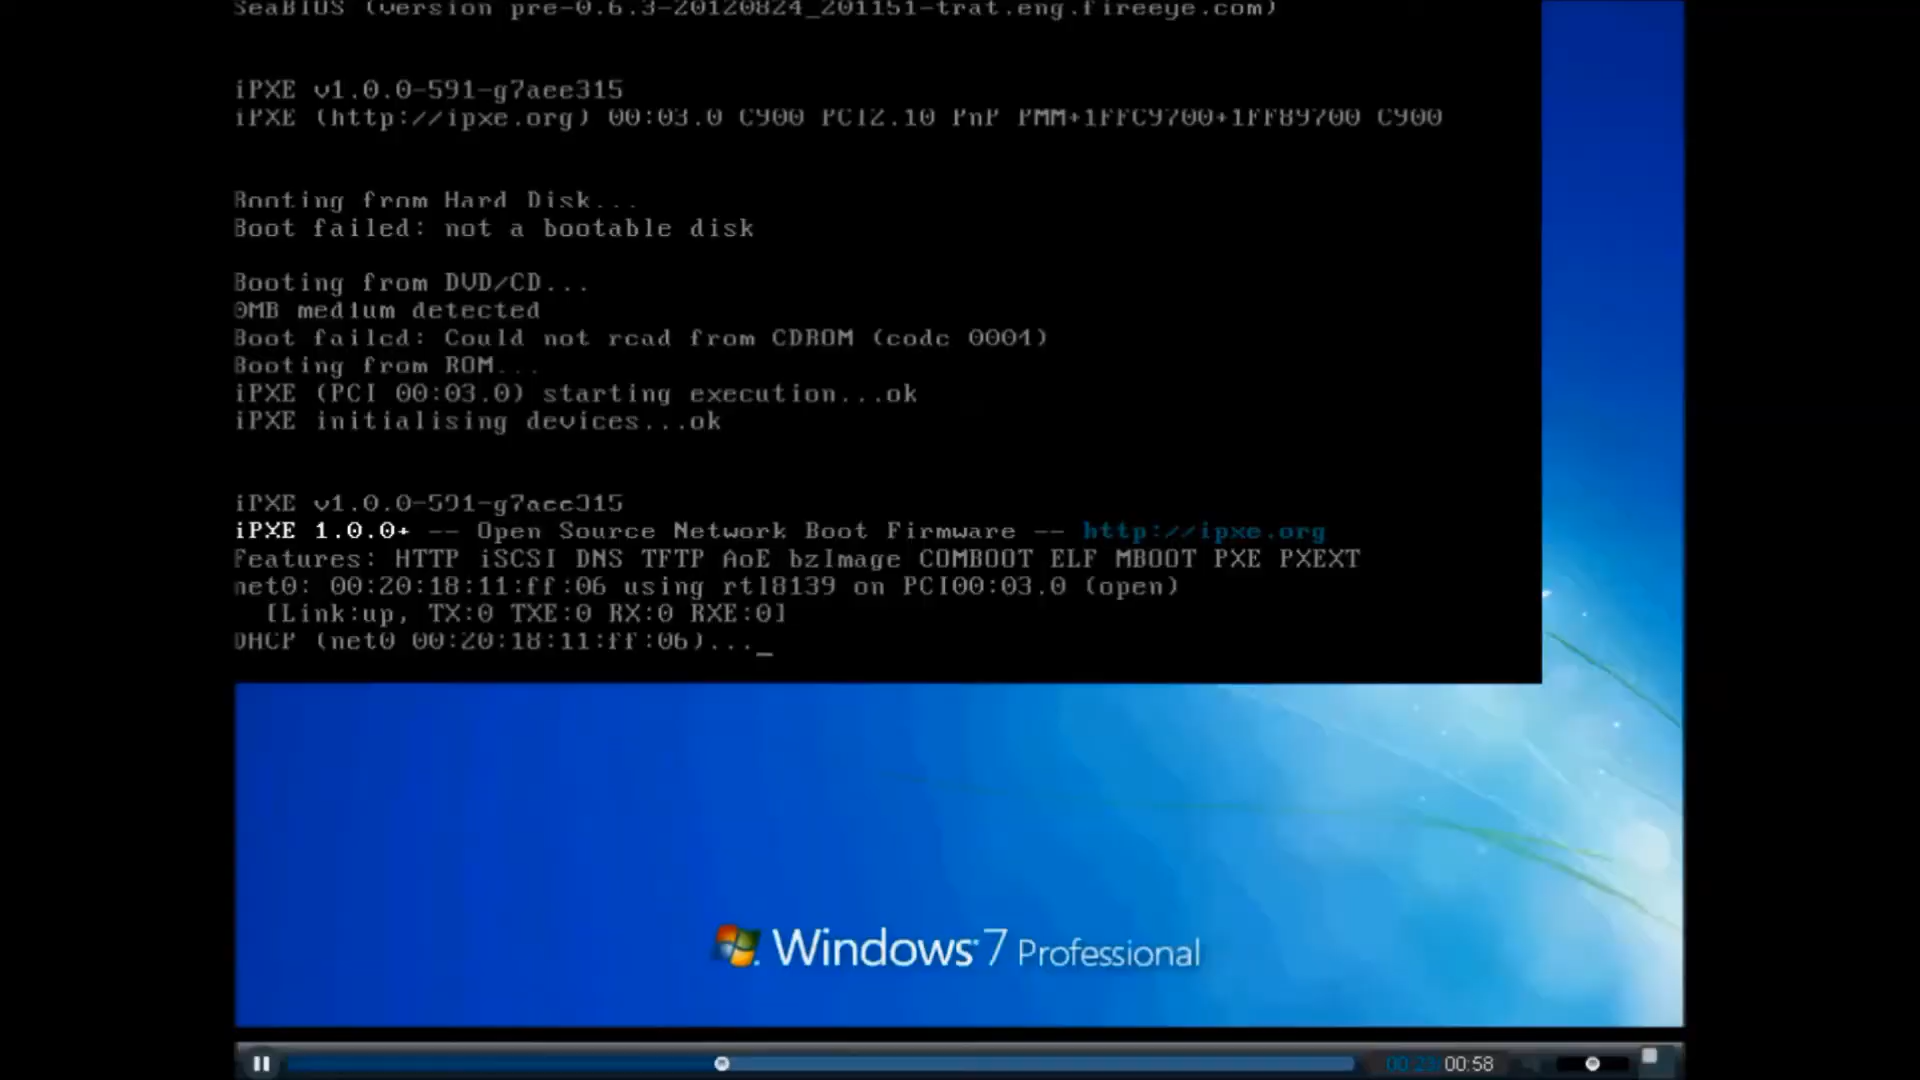 SeaBIOS (version pre-0.6.3-20120824_201151-trat.eng.fireeye.com)
iPXE v1.0.0-591-g7aee315
iPXE (http://ipxe.org) 00:03.0 C900 PCI2.10 PnP PMM+1FFC9700+1FF89700 C900
Booting from Hard Disk...
Boot failed: not a bootable disk
Booting from DVD/CD...
0MB medium detected
Boot failed: Could not read from CDROM (code 0004)
Booting from ROM...
iPXE (PCI 00:03.0) starting execution...ok
iPXE initialising devices...ok
iPXE v1.0.0-591-g7aee315
iPXE 1.0.0+ -- Open Source Network Boot Firmware -- http://ipxe.org
Features: HTTP iSCSI DNS TFTP AoE bzImage COMBOOT ELF MBOOT PXE PXEXT
net0: 00:20:18:11:ff:06 using rtl8139 on PCI00:03.0 (open)
[Link:up, TX:0 TXE:0 RX:0 RXE:0]
DHCP (net0 00:20:18:11:ff:06)..._
Windows 7 Professional
00:23/00:58